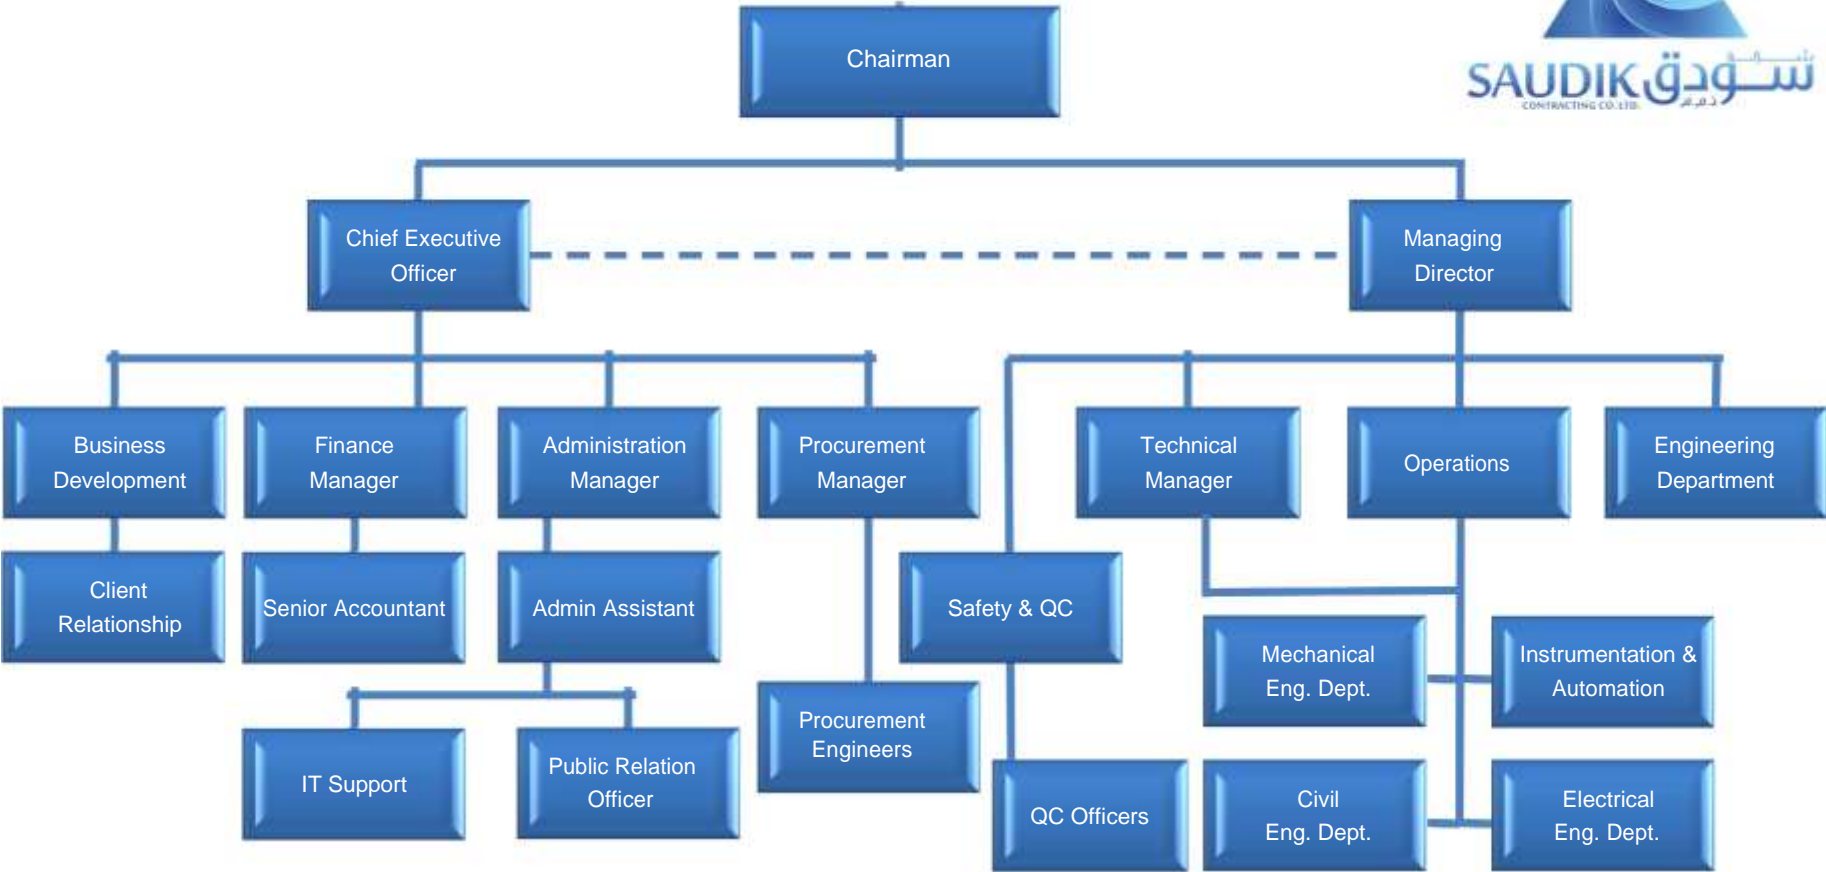 Chairman
SAUDIK سودق
CONTRACTING CO. LTD.
Chief Executive
Officer
Managing
Director
Business
Development
Finance
Manager
Administration
Manager
Procurement
Manager
Technical
Manager
Operations
Engineering
Department
Client
Relationship
Senior Accountant
Admin Assistant
Safety & QC
Mechanical
Eng. Dept.
Instrumentation &
Automation
IT Support
Public Relation
Officer
Procurement
Engineers
QC Officers
Civil
Eng. Dept.
Electrical
Eng. Dept.